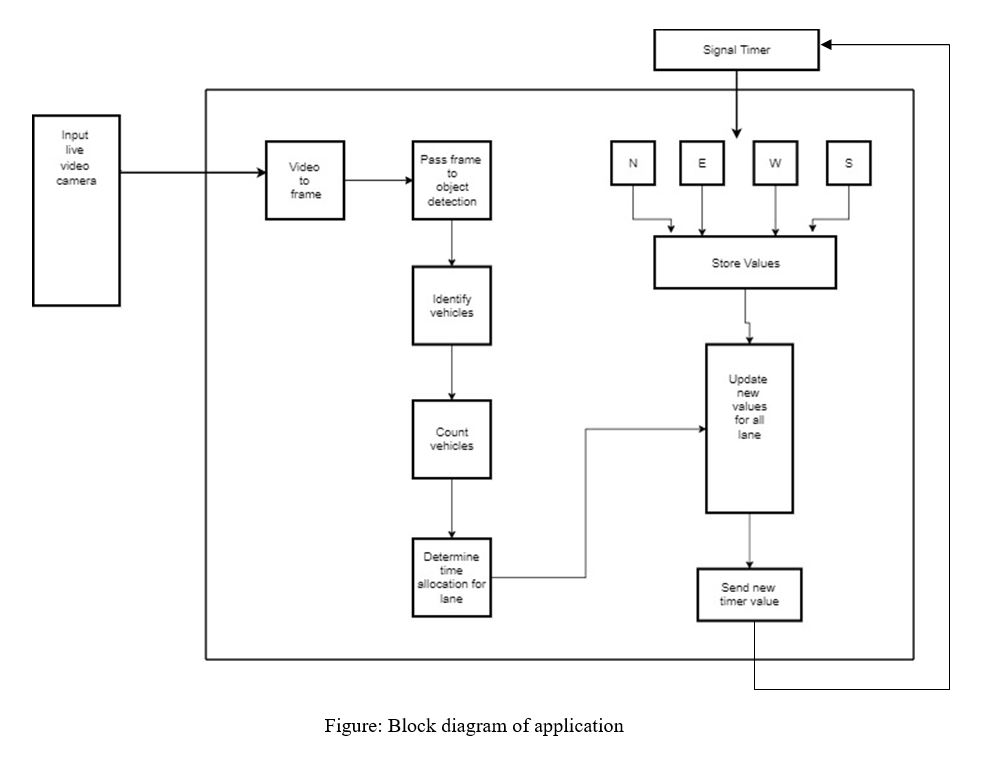 Signal Timer
Input
live
video
camera
Video
to
frame
Pass frame
to
object
detection
N
E
W
S
Store Values
Identify
vehicles
Update
new
values
for all
lane
Count
vehicles
Determine
time
allocation for
lane
Send new
timer value
Figure: Block diagram of application